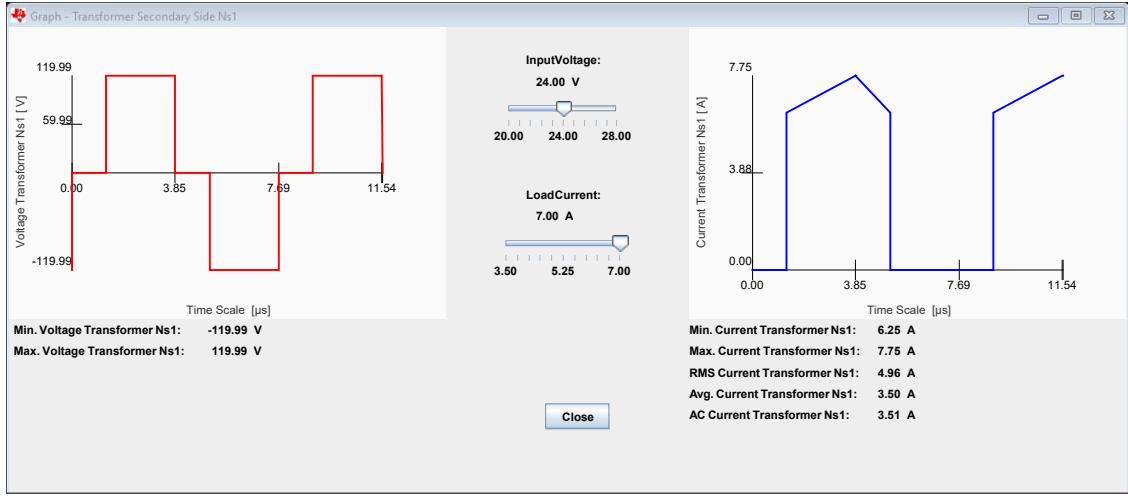 Graph - Transformer Secondary Side Ns1
119.99
59.99
-119.99
0.00
3.85
7.69
11.54
Voltage Transformer Ns1 [V]
Time Scale [µs]
Min. Voltage Transformer Ns1: -119.99 V
Max. Voltage Transformer Ns1: 119.99 V
InputVoltage:
24.00 V
20.00 24.00 28.00
LoadCurrent:
7.00 A
3.50 5.25 7.00
Close
7.75
3.88
0.00
0.00
3.85
7.69
11.54
Current Transformer Ns1 [A]
Time Scale [µs]
Min. Current Transformer Ns1: 6.25 A
Max. Current Transformer Ns1: 7.75 A
RMS Current Transformer Ns1: 4.96 A
Avg. Current Transformer Ns1: 3.50 A
AC Current Transformer Ns1: 3.51 A